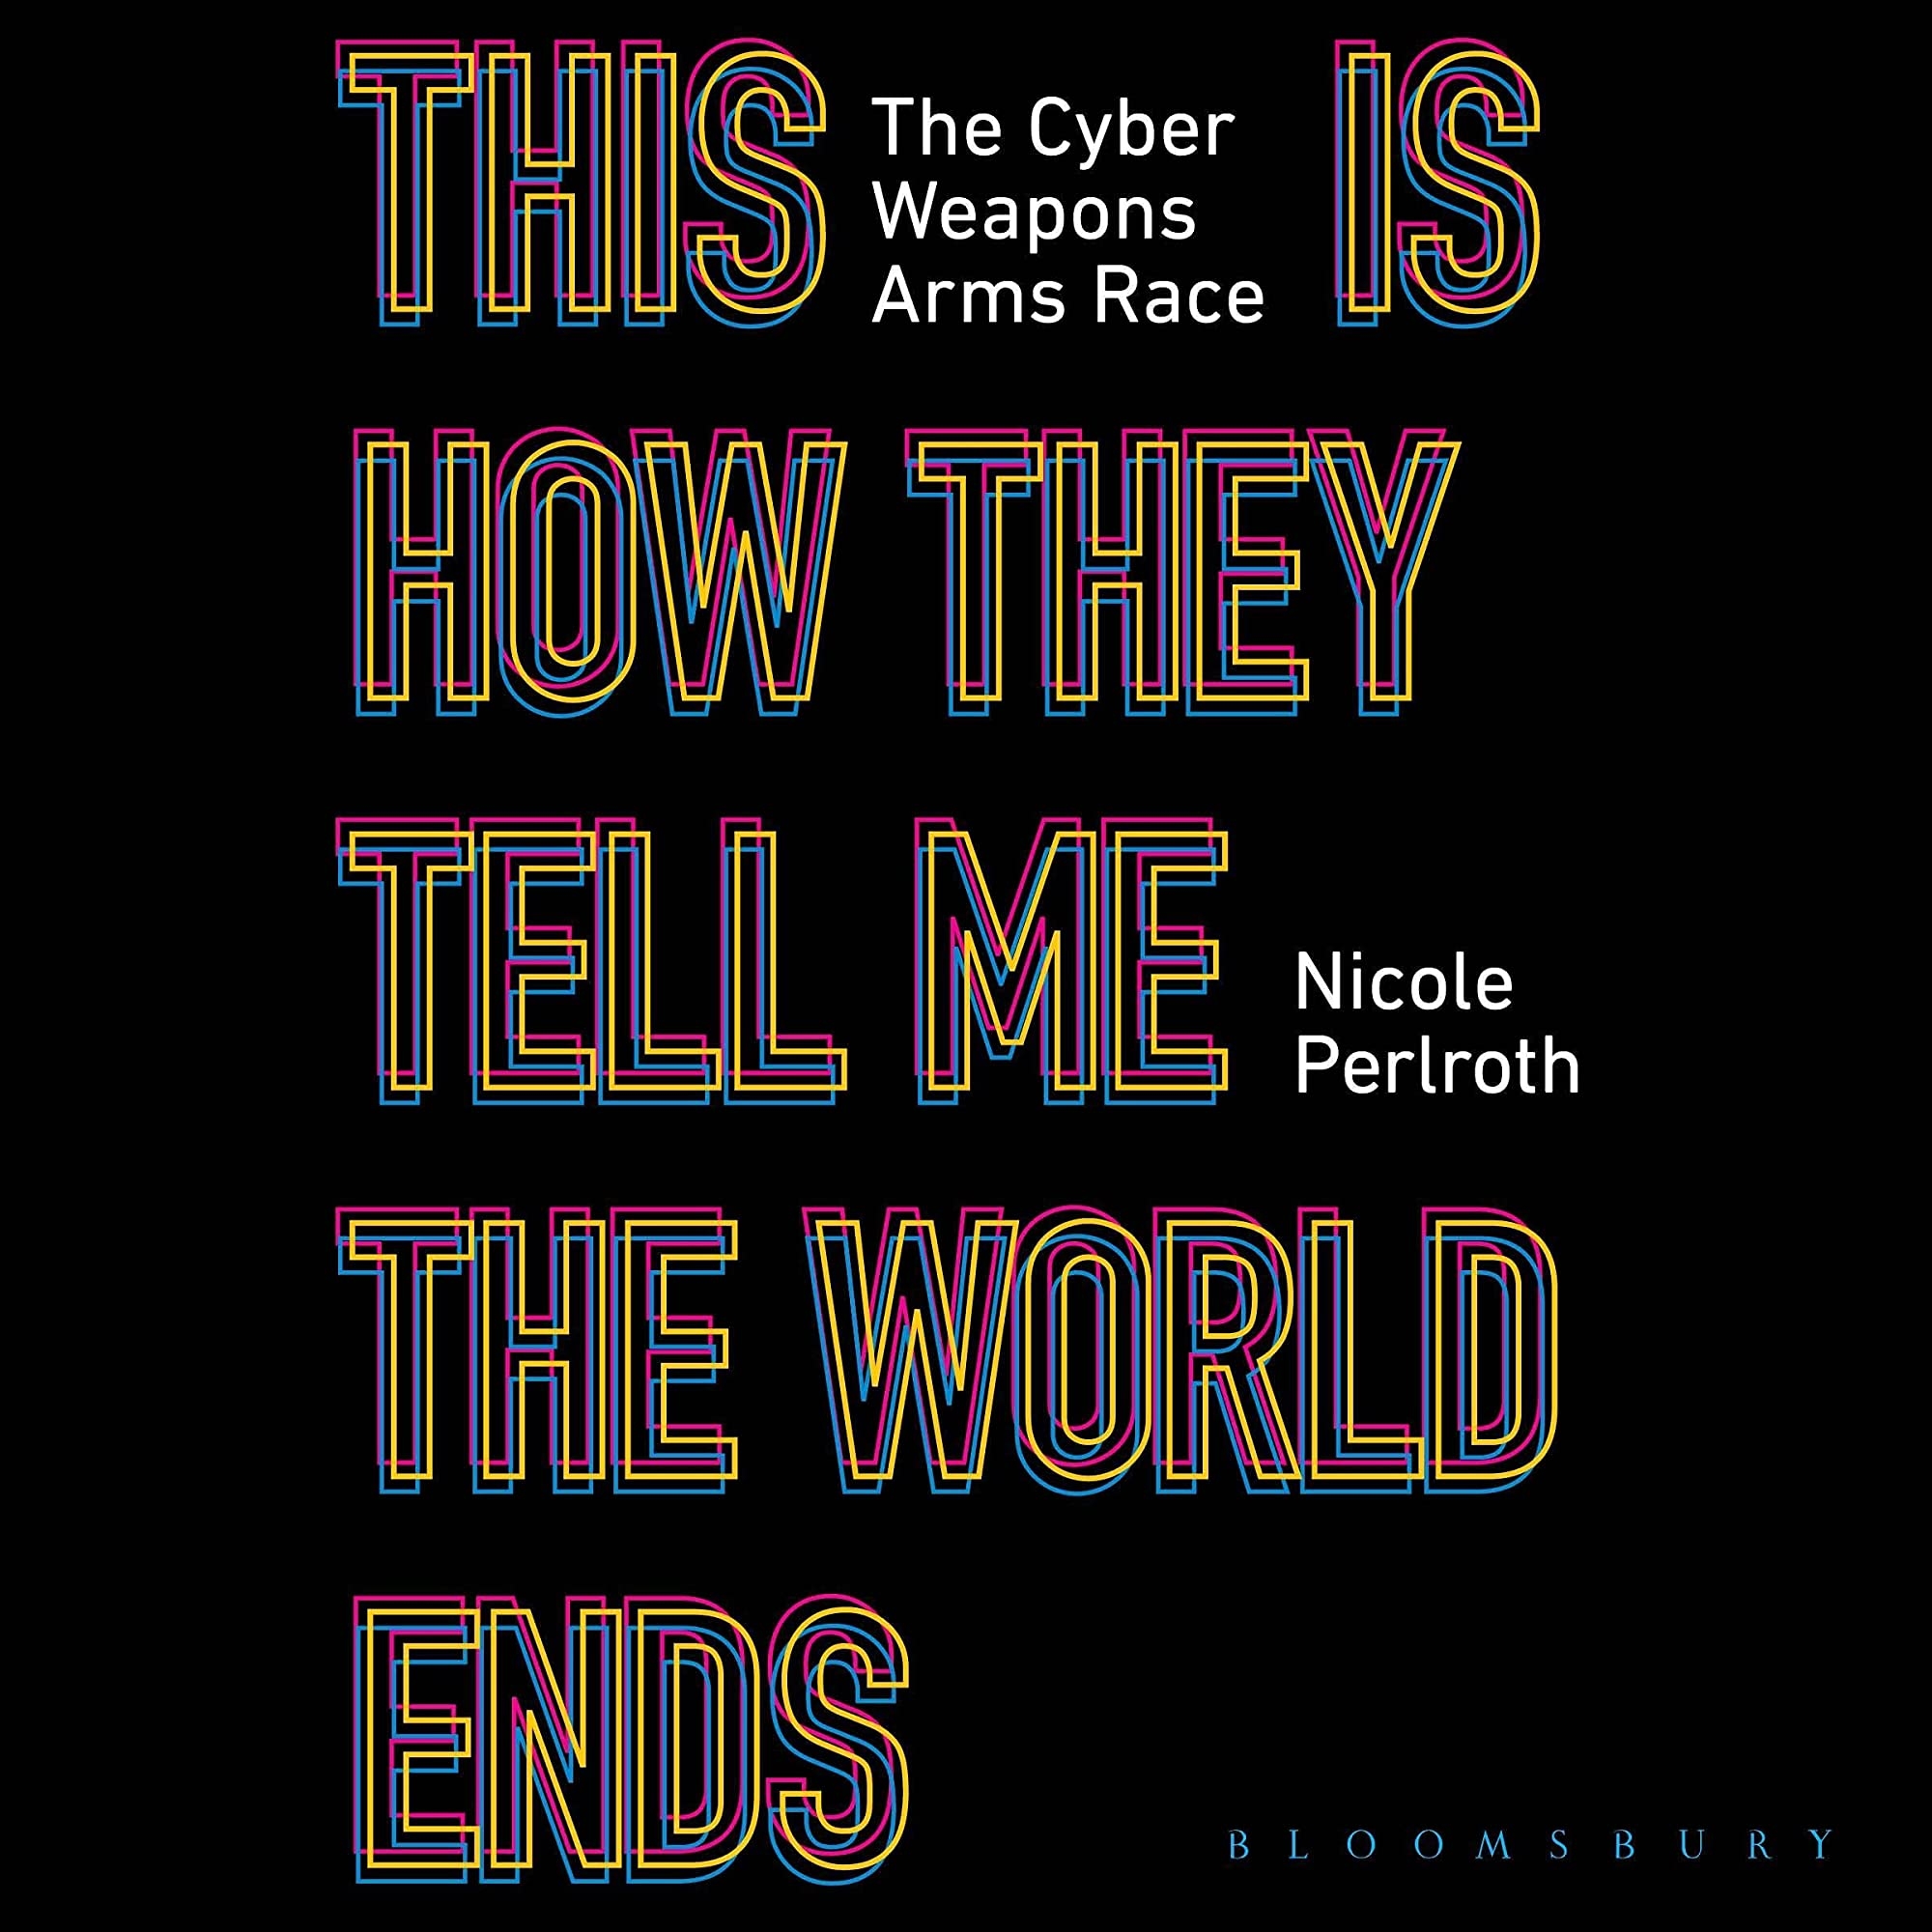 THIS IS
The Cyber
Weapons
Arms Race
HOW THEY
TELL ME
Nicole
Perlroth
THE WORLD
ENDS
BLOOMSBURY